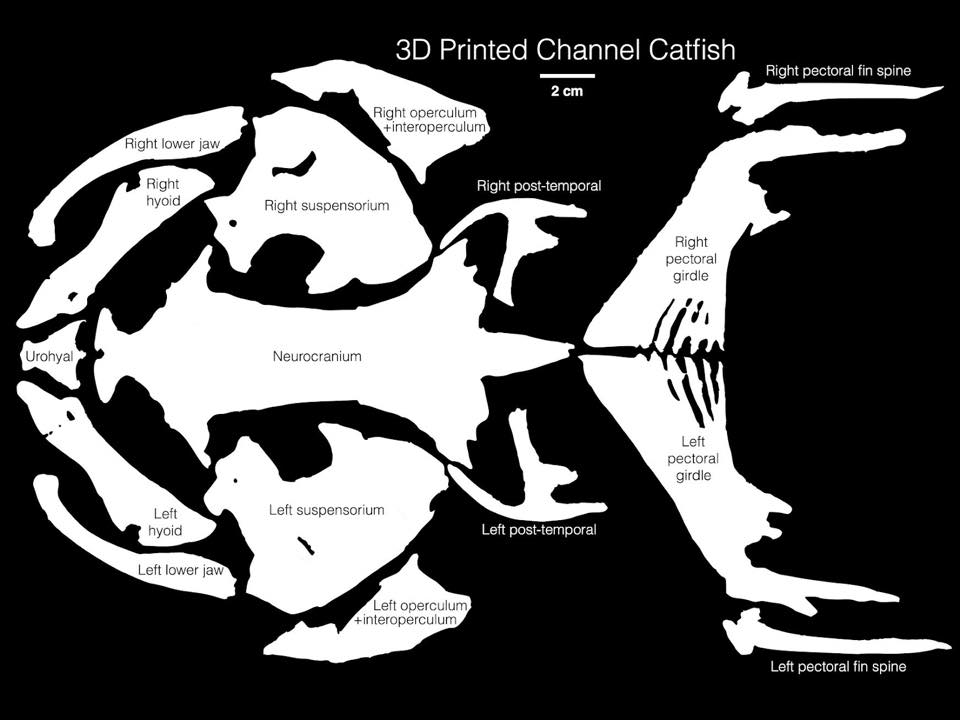 3D Printed Channel Catfish
2 cm
Right pectoral fin spine
Right operculum
+interoperculum
Right lower jaw
Right
hyoid
Right suspensorium
Right post-temporal
Right
pectoral
girdle
Urohyal
Neurocranium
Left
pectoral
girdle
Left
hyoid
Left suspensorium
Left post-temporal
Left lower jaw
Left operculum
+interoperculum
Left pectoral fin spine